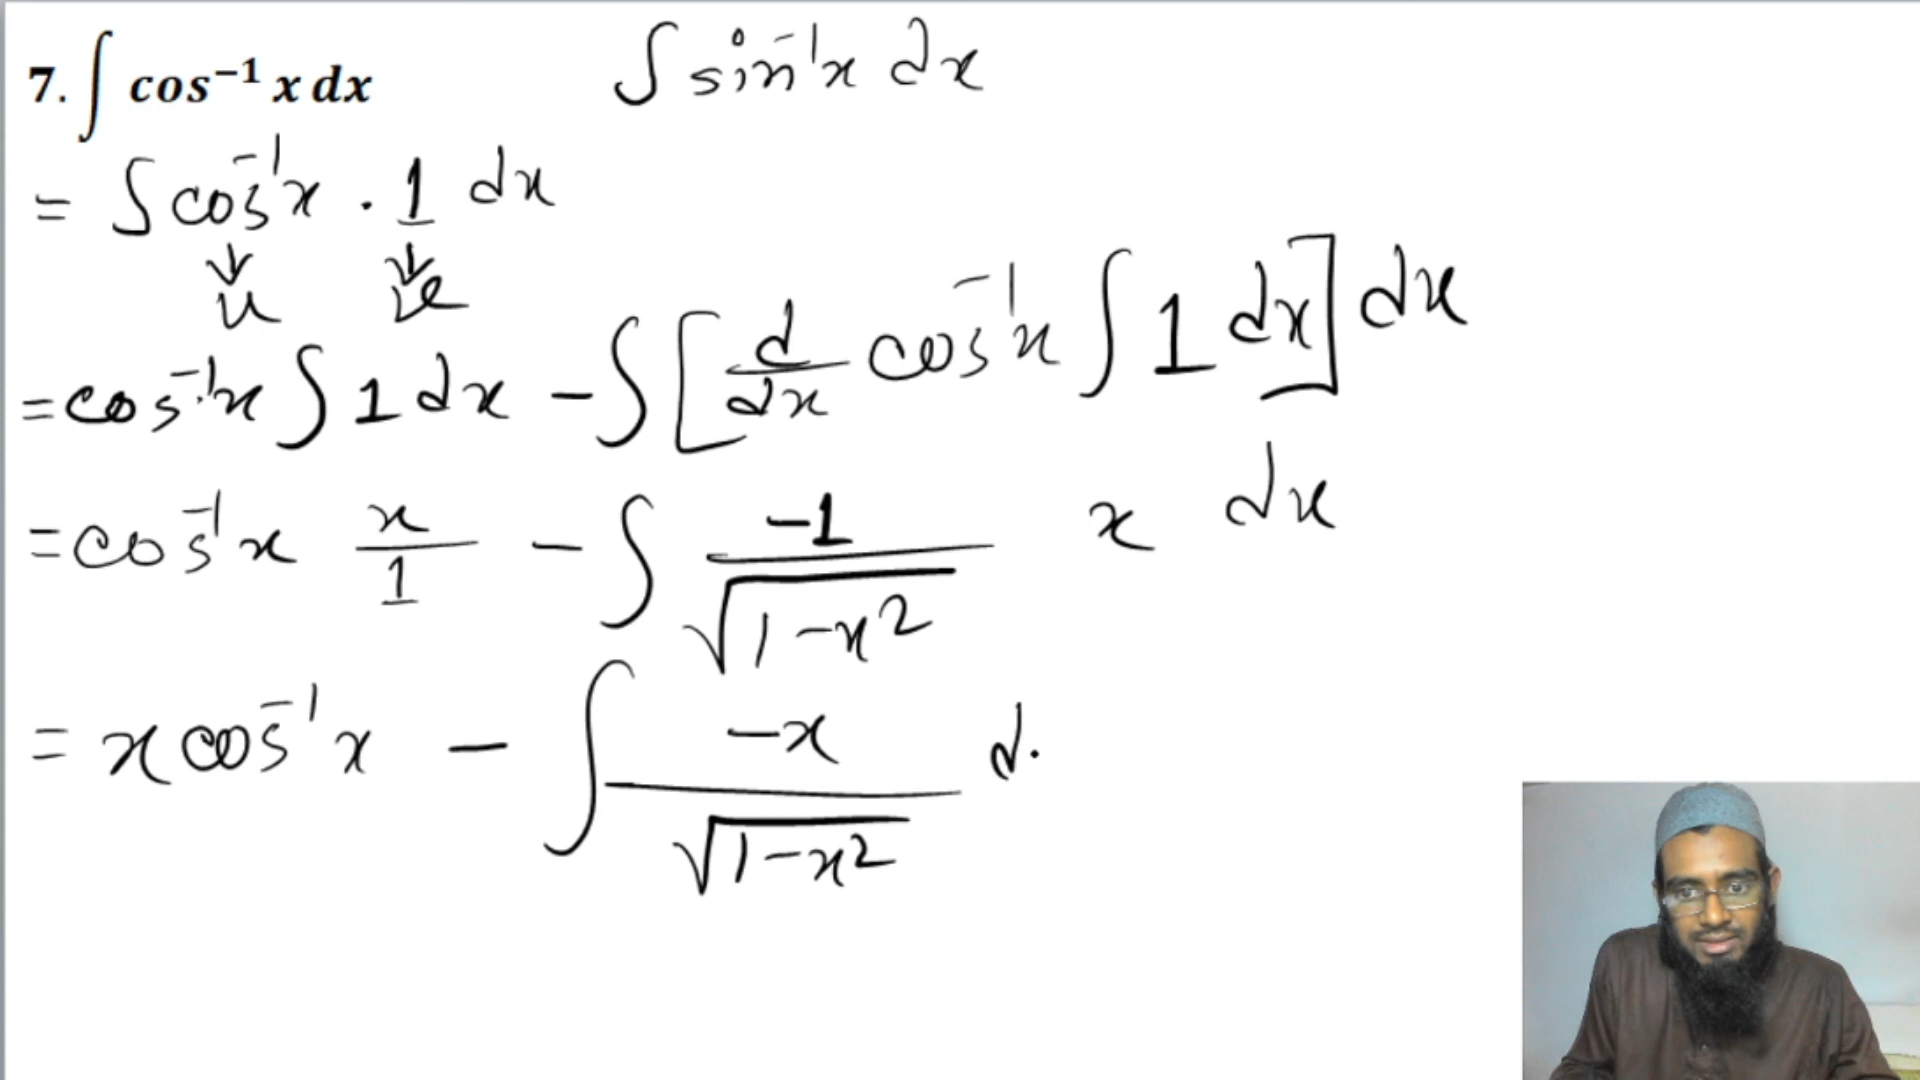 7. ∫ cos⁻¹ x dx ∫ sin⁻¹x dx
= ∫ cos⁻¹x . 1 dx
↓ ↓
u v
= cos⁻¹x ∫ 1 dx - ∫ [ d/dx cos⁻¹x ∫ 1 dx ] dx
= cos⁻¹x x/1 - ∫ -1/√(1-x²) x dx
= x cos⁻¹x - ∫ -x/√(1-x²) d.